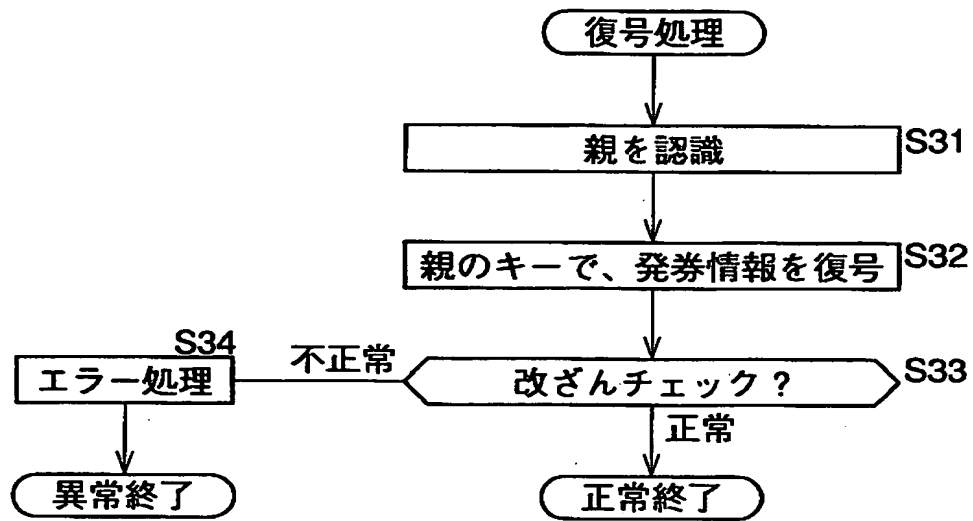 復号処理
親を認識
S31
親のキーで、発券情報を復号
S32
改ざんチェック？
S33
不正常
S34
エラー処理
正常
異常終了
正常終了